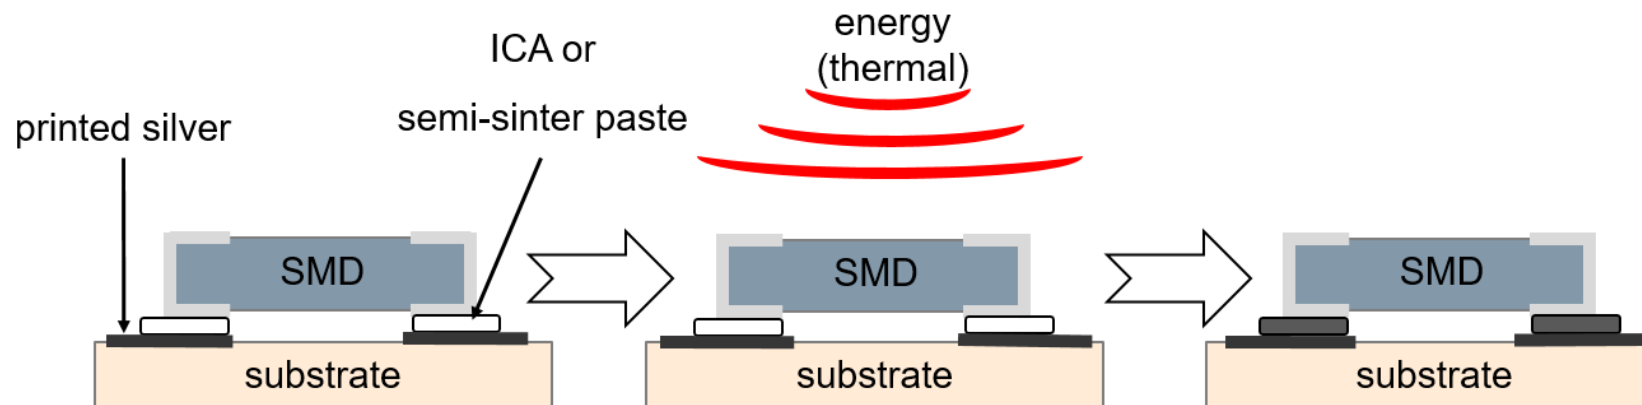 printed silver
ICA or
semi-sinter paste
energy
(thermal)
SMD
SMD
SMD
substrate
substrate
substrate